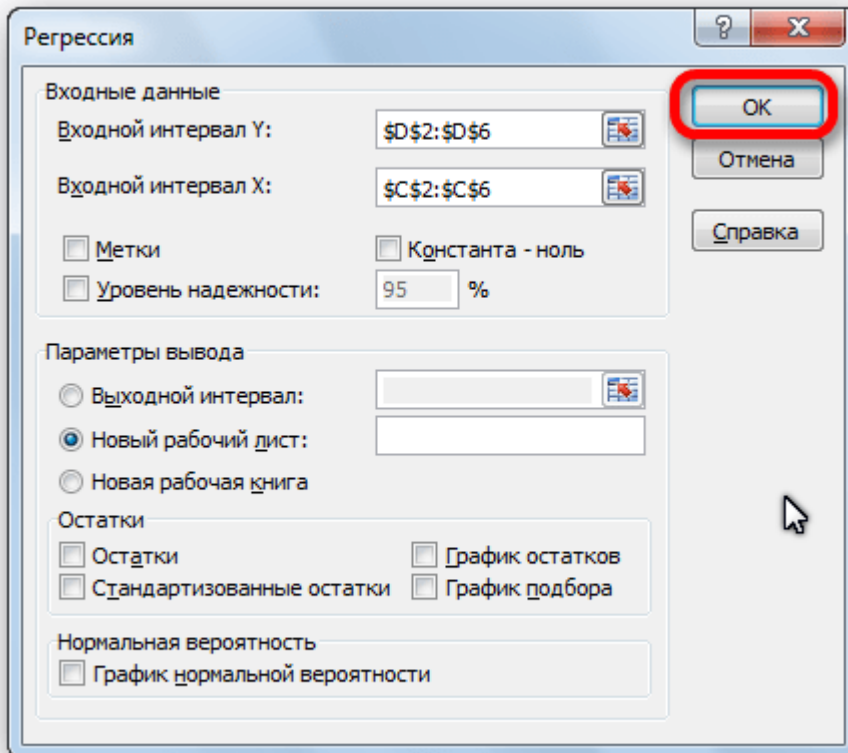 Регрессия
Входные данные
Входной интервал Y: $D$2:$D$6
Входной интервал X: $C$2:$C$6
Метки Константа - ноль
Уровень надежности: 95 %
OK
Отмена
Справка
Параметры вывода
Выходной интервал:
Новый рабочий лист:
Новая рабочая книга
Остатки
Остатки График остатков
Стандартизованные остатки График подбора
Нормальная вероятность
График нормальной вероятности